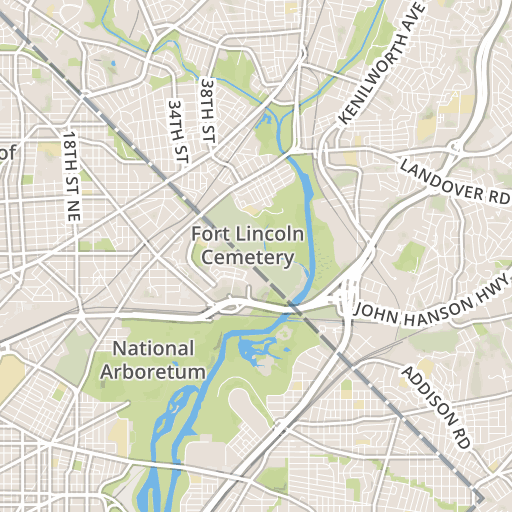 KENILWORTH AVE
38TH ST
34TH ST
of
18TH ST NE
LANDOVER RD
Fort Lincoln
Cemetery
JOHN HANSON HWY
National
Arboretum
ADDISON RD